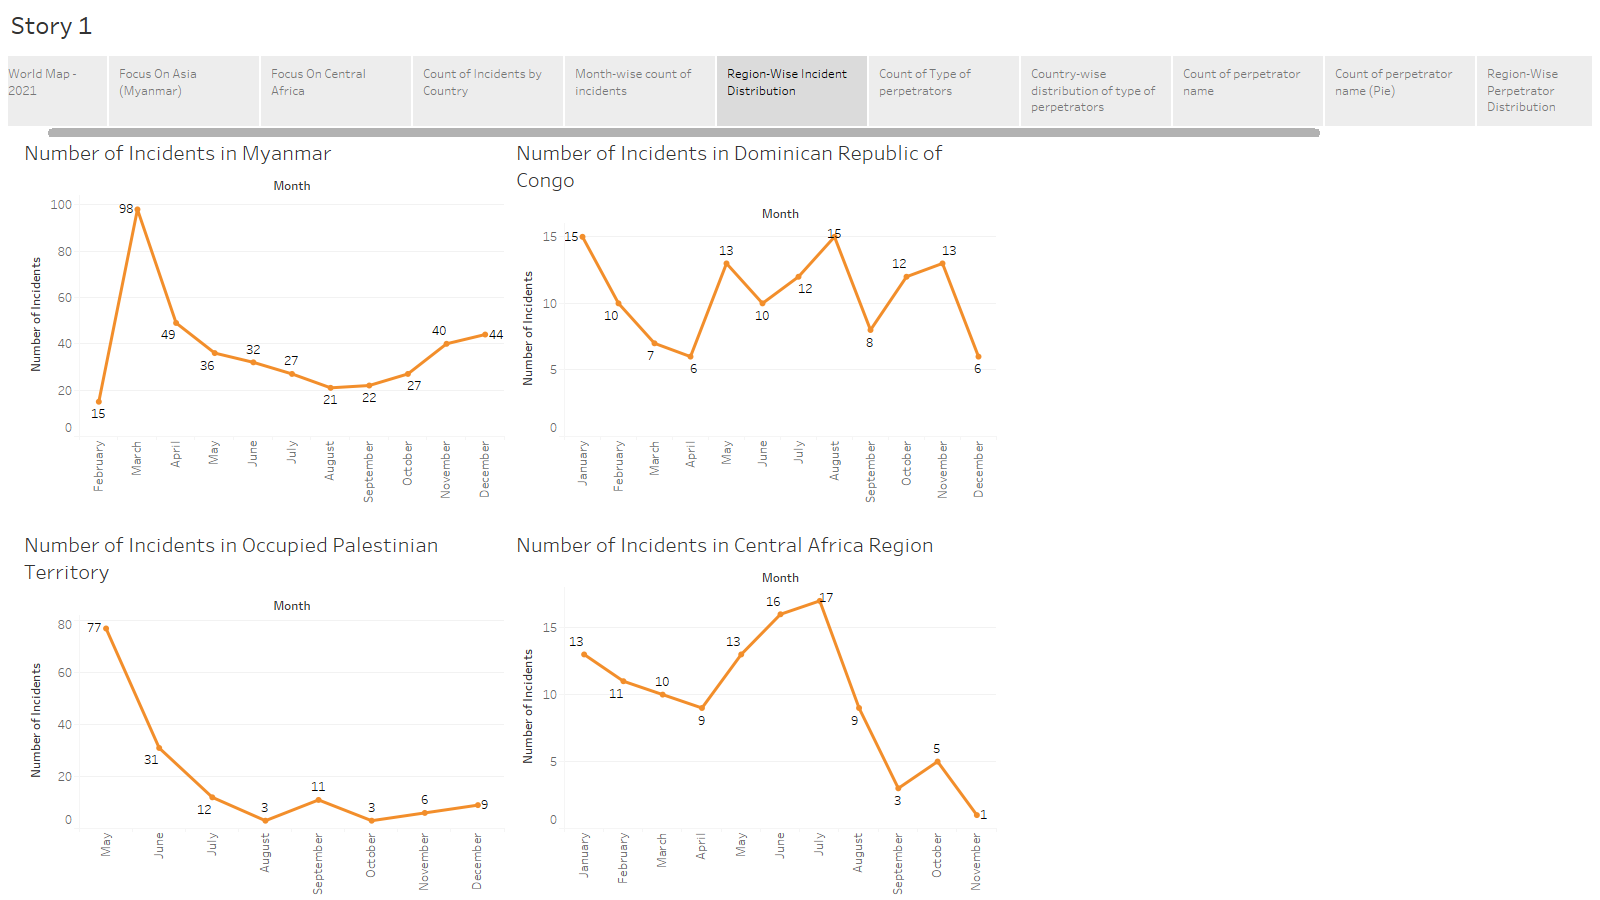 Story 1
World Map -
2021
Focus On Asia
(Myanmar)
Focus On Central
Africa
Count of Incidents by
Country
Month-wise count of
incidents
Region-Wise Incident
Distribution
Count of Type of
perpetrators
Country-wise
distribution of type of
perpetrators
Count of perpetrator
name
Count of perpetrator
name (Pie)
Region-Wise
Perpetrator
Distribution
Number of Incidents in Myanmar
Month
Number of Incidents
100
80
60
40
20
0
15
98
49
36
32
27
21
22
27
40
44
February
March
April
May
June
July
August
September
October
November
December
Number of Incidents in Dominican Republic of
Congo
Month
Number of Incidents
15
10
5
0
15
10
7
6
13
10
12
15
8
12
13
6
January
February
March
April
May
June
July
August
September
October
November
December
Number of Incidents in Occupied Palestinian
Territory
Month
Number of Incidents
80
60
40
20
0
77
31
12
3
11
3
6
9
May
June
July
August
September
October
November
December
Number of Incidents in Central Africa Region
Month
Number of Incidents
15
10
5
0
13
11
10
9
13
16
17
9
3
5
1
January
February
March
April
May
June
July
August
September
October
November